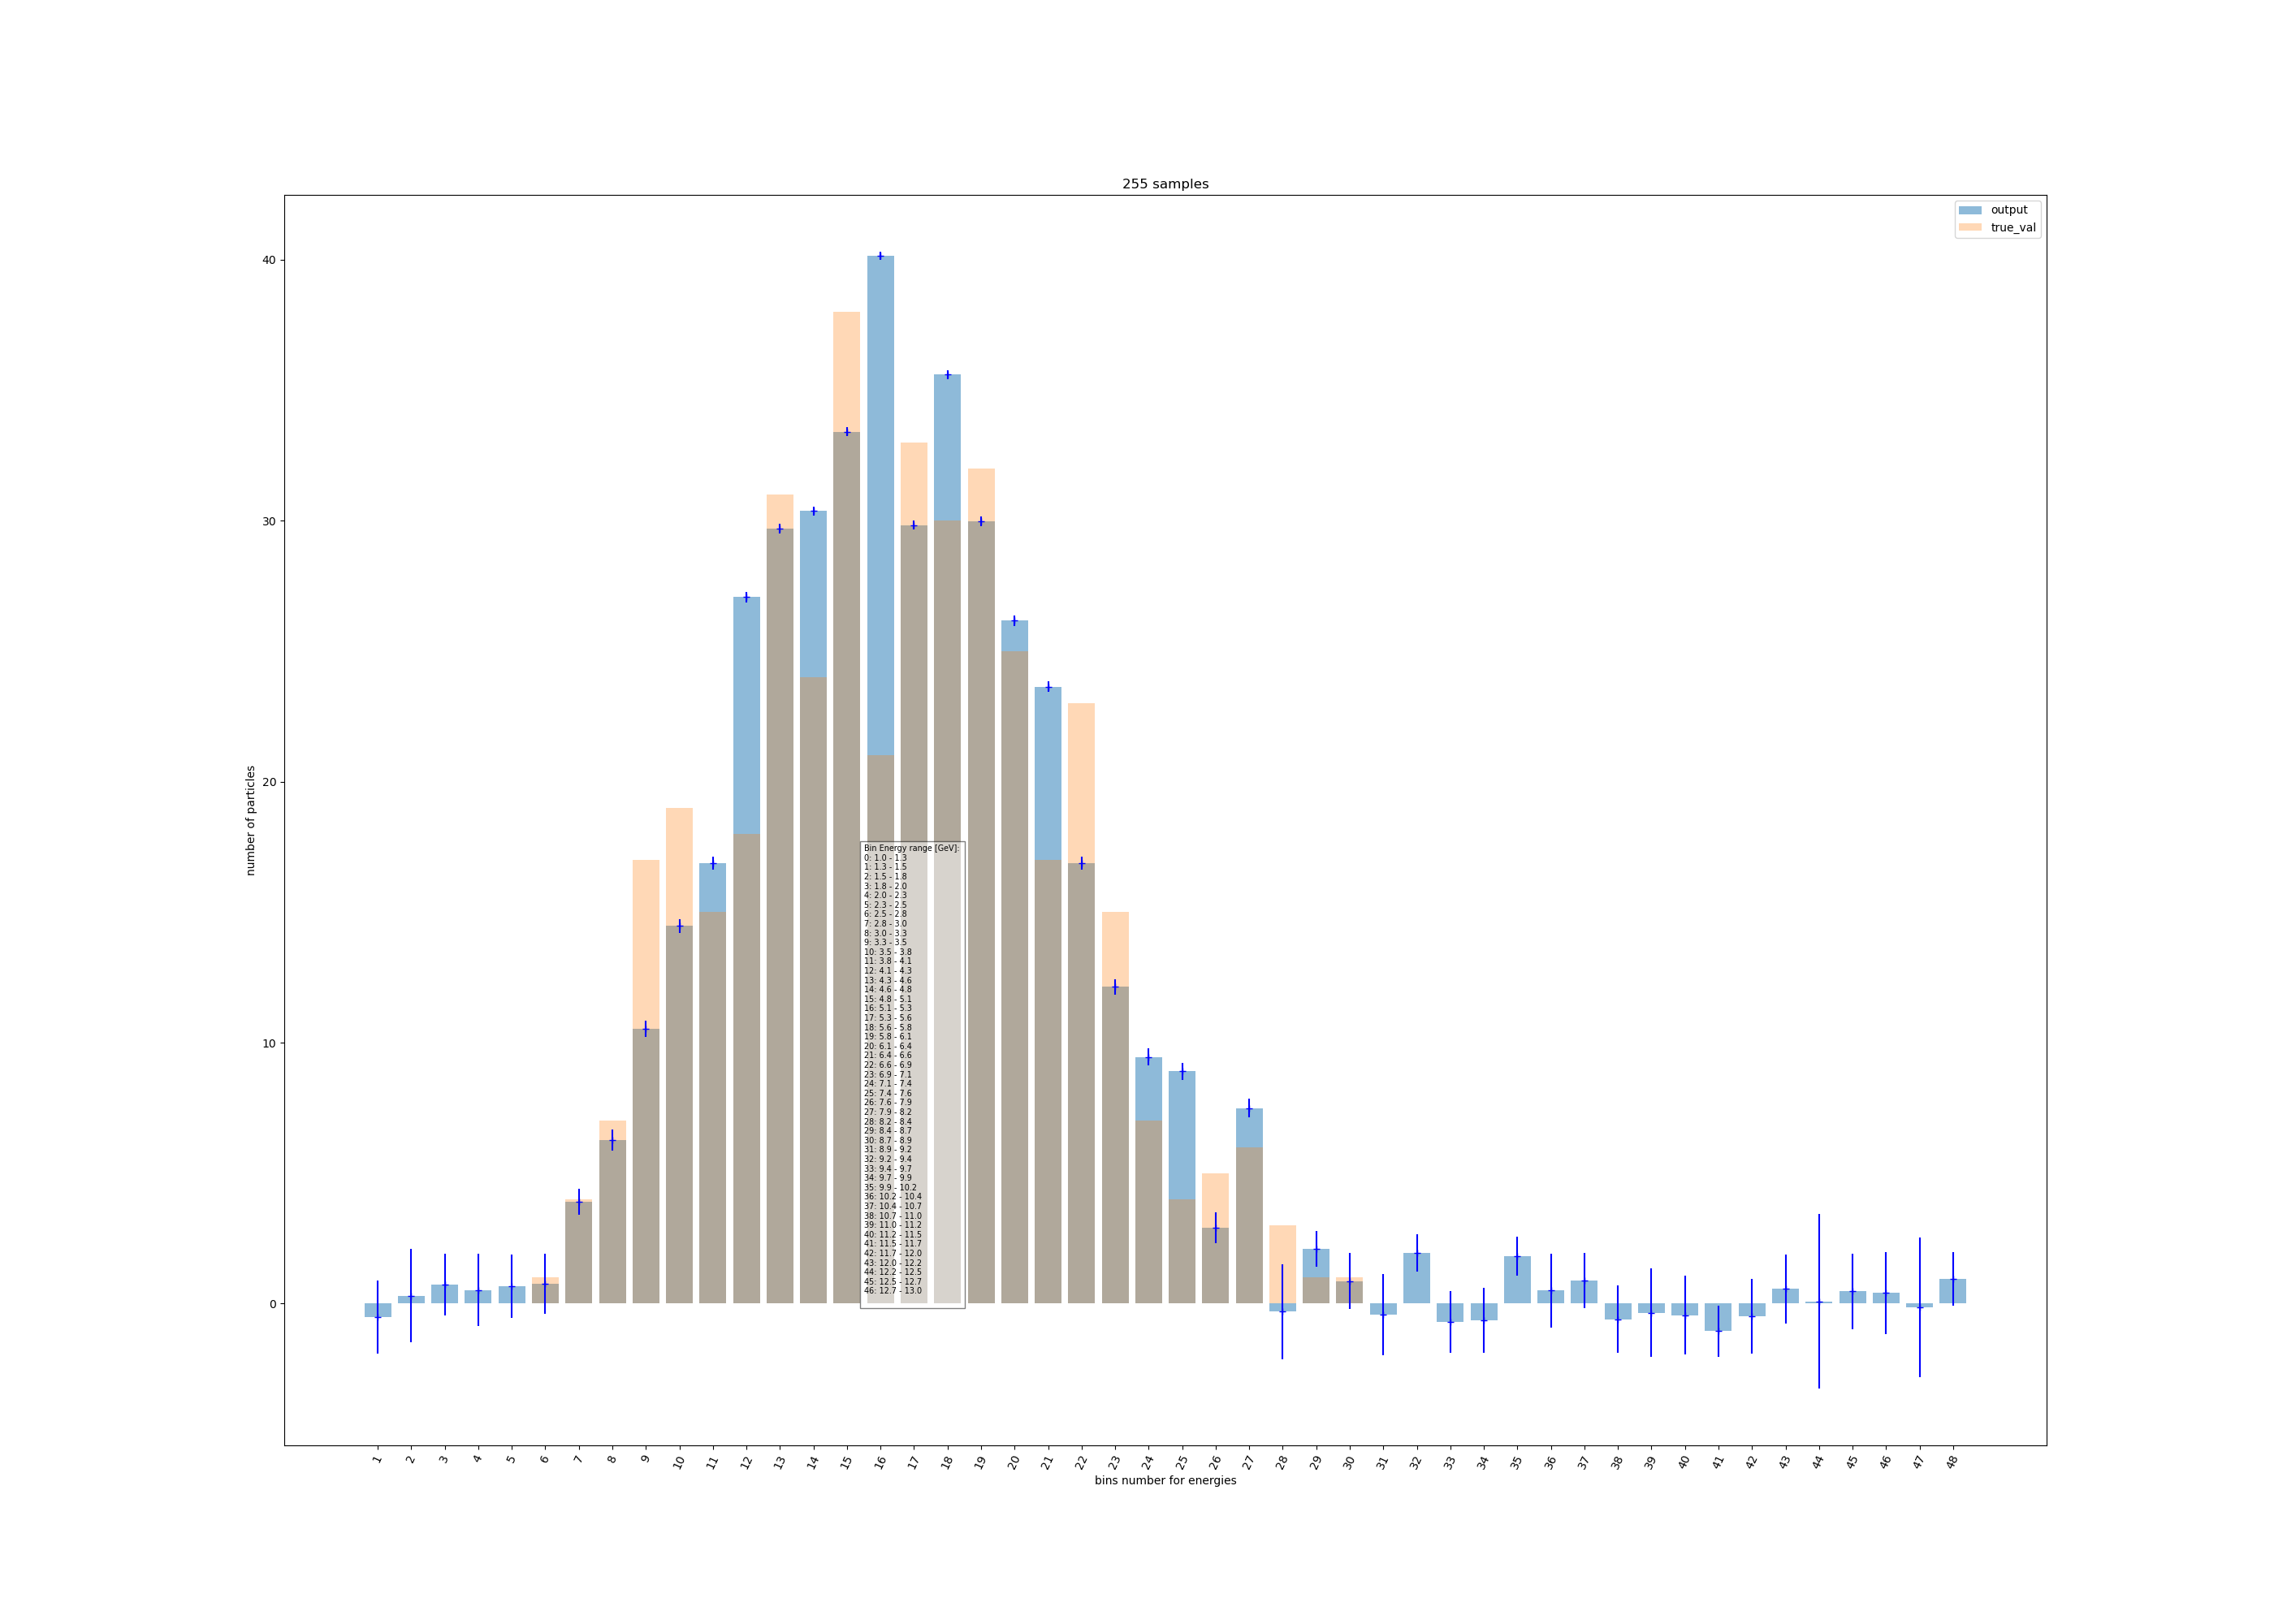 255 samples
output
true_val
40
30
20
10
0
number of particles
Bin Energy range [GeV]:
0: 1.0 - 1.3
1: 1.3 - 1.5
2: 1.5 - 1.8
3: 1.8 - 2.0
4: 2.0 - 2.3
5: 2.3 - 2.5
6: 2.5 - 2.8
7: 2.8 - 3.0
8: 3.0 - 3.3
9: 3.3 - 3.5
10: 3.5 - 3.8
11: 3.8 - 4.1
12: 4.1 - 4.3
13: 4.3 - 4.6
14: 4.6 - 4.8
15: 4.8 - 5.1
16: 5.1 - 5.3
17: 5.3 - 5.6
18: 5.6 - 5.8
19: 5.8 - 6.1
20: 6.1 - 6.4
21: 6.4 - 6.6
22: 6.6 - 6.9
23: 6.9 - 7.1
24: 7.1 - 7.4
25: 7.4 - 7.6
26: 7.6 - 7.9
27: 7.9 - 8.2
28: 8.2 - 8.4
29: 8.4 - 8.7
30: 8.7 - 8.9
31: 8.9 - 9.2
32: 9.2 - 9.4
33: 9.4 - 9.7
34: 9.7 - 9.9
35: 9.9 - 10.2
36: 10.2 - 10.4
37: 10.4 - 10.7
38: 10.7 - 11.0
39: 11.0 - 11.2
40: 11.2 - 11.5
41: 11.5 - 11.7
42: 11.7 - 12.0
43: 12.0 - 12.2
44: 12.2 - 12.5
45: 12.5 - 12.7
46: 12.7 - 13.0
1 2 3 4 5 6 7 8 9 10 11 12 13 14 15 16 17 18 19 20 21 22 23 24 25 26 27 28 29 30 31 32 33 34 35 36 37 38 39 40 41 42 43 44 45 46 47 48
bins number for energies